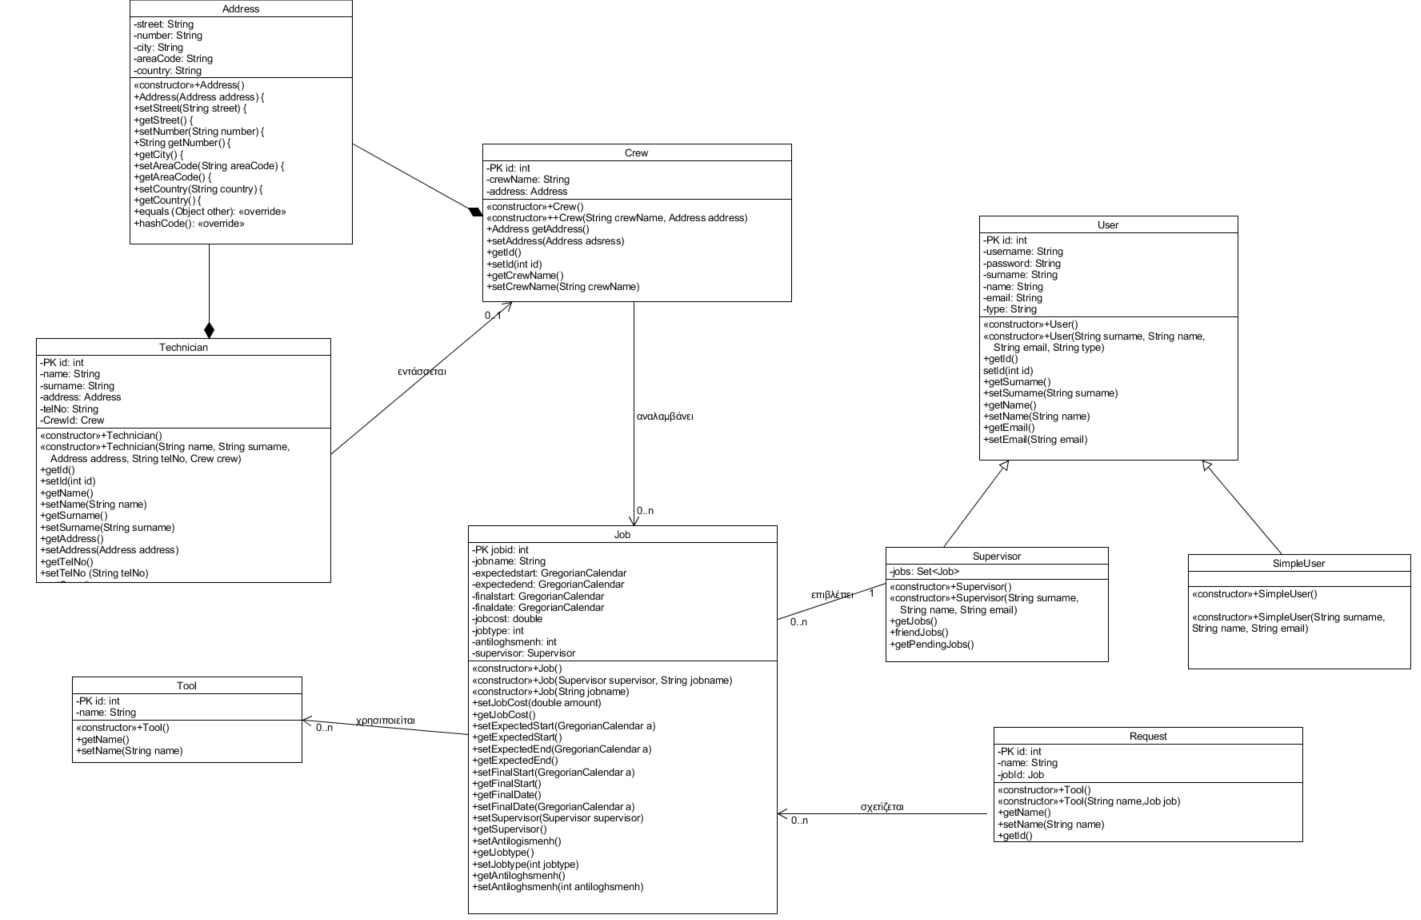 Address
-street: String
-number: String
-city: String
-areaCode: String
-country: String
«constructor»+Address()
+Address(Address address) {
+setStreet(String street) {
+getStreet() {
+setNumber(String number) {
+String getNumber() {
+getCity() {
+setAreaCode(String areaCode) {
+getAreaCode() {
+setCountry(String country) {
+getCountry() {
+equals (Object other): «override»
+hashCode(): «override»
Crew
-PK id: int
-crewName: String
-address: Address
«constructor»+Crew()
«constructor»++Crew(String crewName, Address address)
+Address getAddress()
+setAddress(Address adsress)
+getId()
+setId(int id)
+getCrewName()
+setCrewName(String crewName)
User
-PK id: int
-username: String
-password: String
-surname: String
-name: String
-email: String
-type: String
«constructor»+User()
«constructor»+User(String surname, String name,
String email, String type)
+getId()
setId(int id)
+getSurname()
+setSurname(String surname)
+getName()
+setName(String name)
+getEmail()
+setEmail(String email)
0..1
εντάσσεται
αναλαμβάνει
0..n
Technician
-PK id: int
-name: String
-surname: String
-address: Address
-telNo: String
-CrewId: Crew
«constructor»+Technician()
«constructor»+Technician(String name, String surname,
Address address, String telNo, Crew crew)
+getId()
+setId(int id)
+getName()
+setName(String name)
+getSurname()
+setSurname(String surname)
+getAddress()
+setAddress(Address address)
+getTelNo()
+setTelNo (String telNo)
Job
-PK jobid: int
-jobname: String
-expectedstart: GregorianCalendar
-expectedend: GregorianCalendar
-finalstart: GregorianCalendar
-finaldate: GregorianCalendar
-jobcost: double
-jobtype: int
-antiloghsmenh: int
-supervisor: Supervisor
«constructor»+Job()
«constructor»+Job(Supervisor supervisor, String jobname)
«constructor»+Job(String jobname)
+setJobCost(double amount)
+getJobCost()
+setExpectedStart(GregorianCalendar a)
+getExpectedStart()
+setExpectedEnd(GregorianCalendar a)
+getExpectedEnd()
+setFinalStart(GregorianCalendar a)
+getFinalStart()
+getFinalDate()
+setFinalDate(GregorianCalendar a)
+setSupervisor(Supervisor supervisor)
+getSupervisor()
+setAntilogismenh()
+getJobtype()
+setJobtype(int jobtype)
+getAntiloghsmenh()
+setAntiloghsmenh(int antiloghsmenh)
επιβλέπει
1
0..n
Supervisor
-jobs: Set<Job>
«constructor»+Supervisor()
«constructor»+Supervisor(String surname,
String name, String email)
+getJobs()
+friendJobs()
+getPendingJobs()
SimpleUser
«constructor»+SimpleUser()
«constructor»+SimpleUser(String surname,
String name, String email)
Tool
-PK id: int
-name: String
«constructor»+Tool()
+getName()
+setName(String name)
χρησιποιείται
0..n
Request
-PK id: int
-name: String
-jobId: Job
«constructor»+Tool()
«constructor»+Tool(String name,Job job)
+getName()
+setName(String name)
+getId()
σχετίζεται
0..n